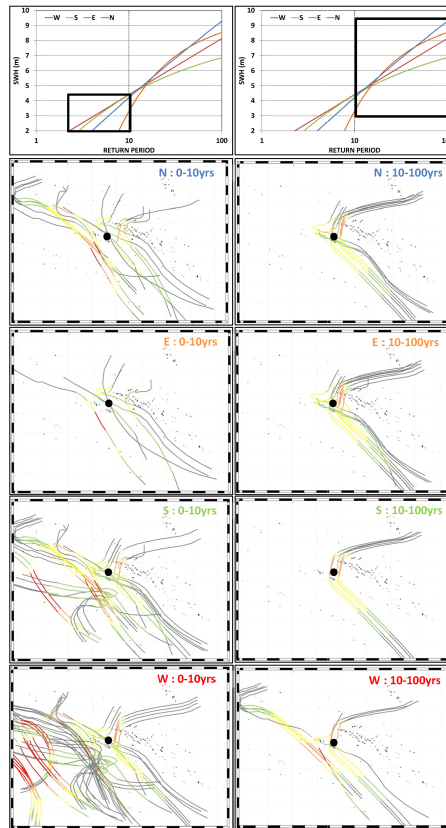 10
9
8
7
6
5
4
3
2
SWH (m)
W S E N
1 10 100
RETURN PERIOD
10
9
8
7
6
5
4
3
2
SWH (m)
W S E N
1 10 100
RETURN PERIOD
N : 0-10yrs
N : 10-100yrs
E : 0-10yrs
E : 10-100yrs
S : 0-10yrs
S : 10-100yrs
W : 0-10yrs
W : 10-100yrs